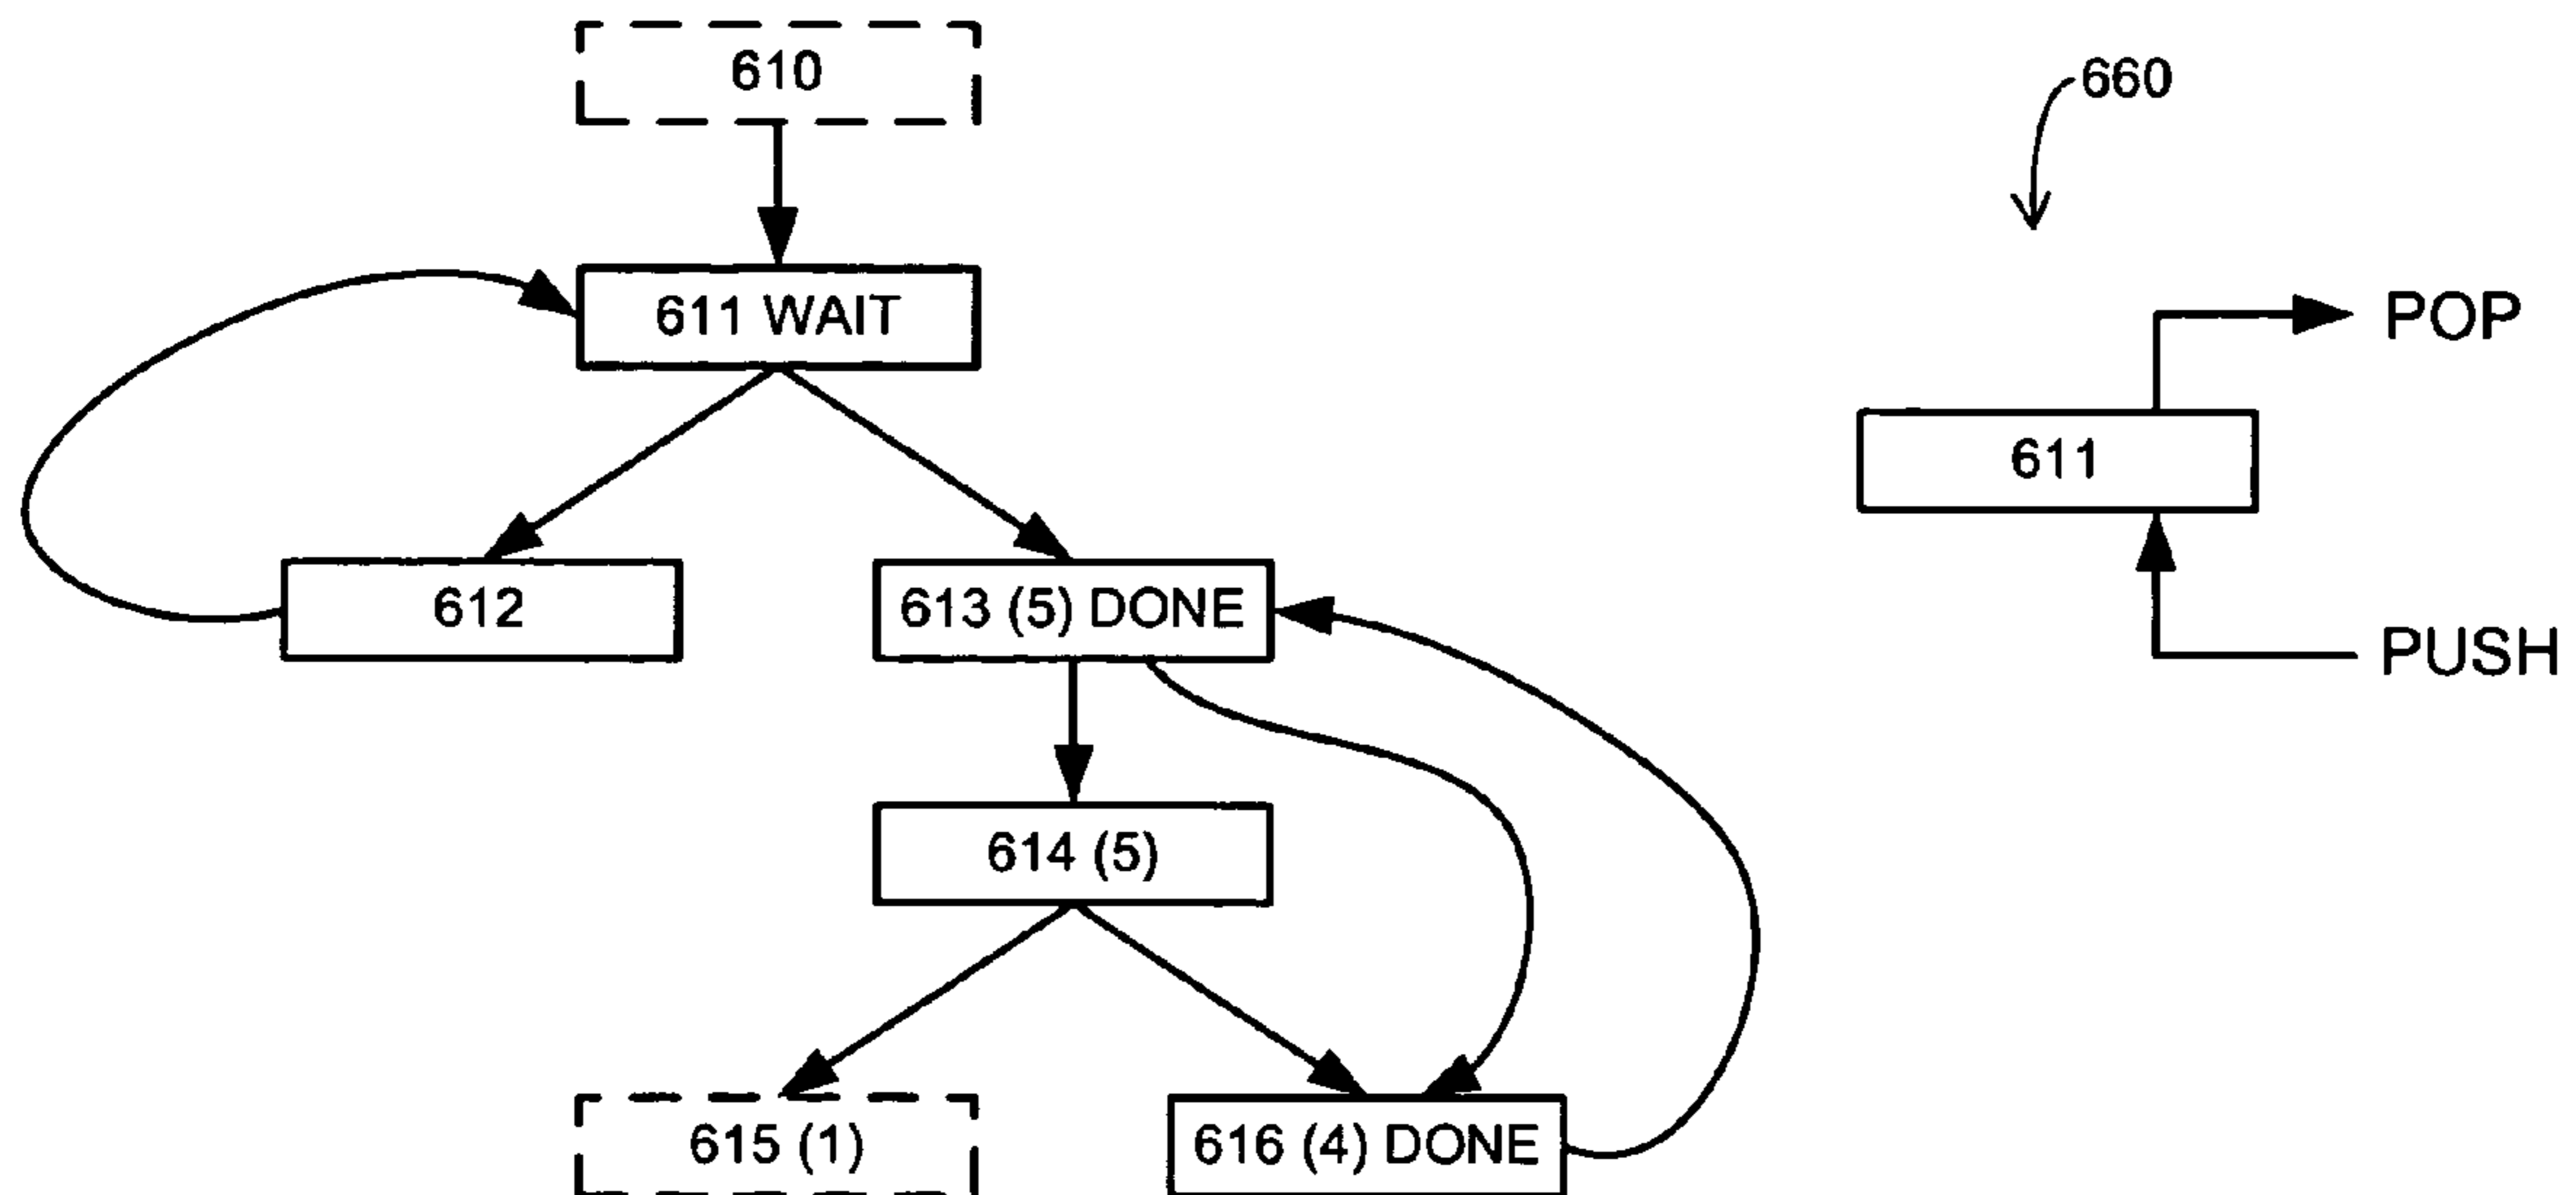 610
660
611 WAIT
POP
611
612
613 (5) DONE
PUSH
614 (5)
615 (1)
616 (4) DONE